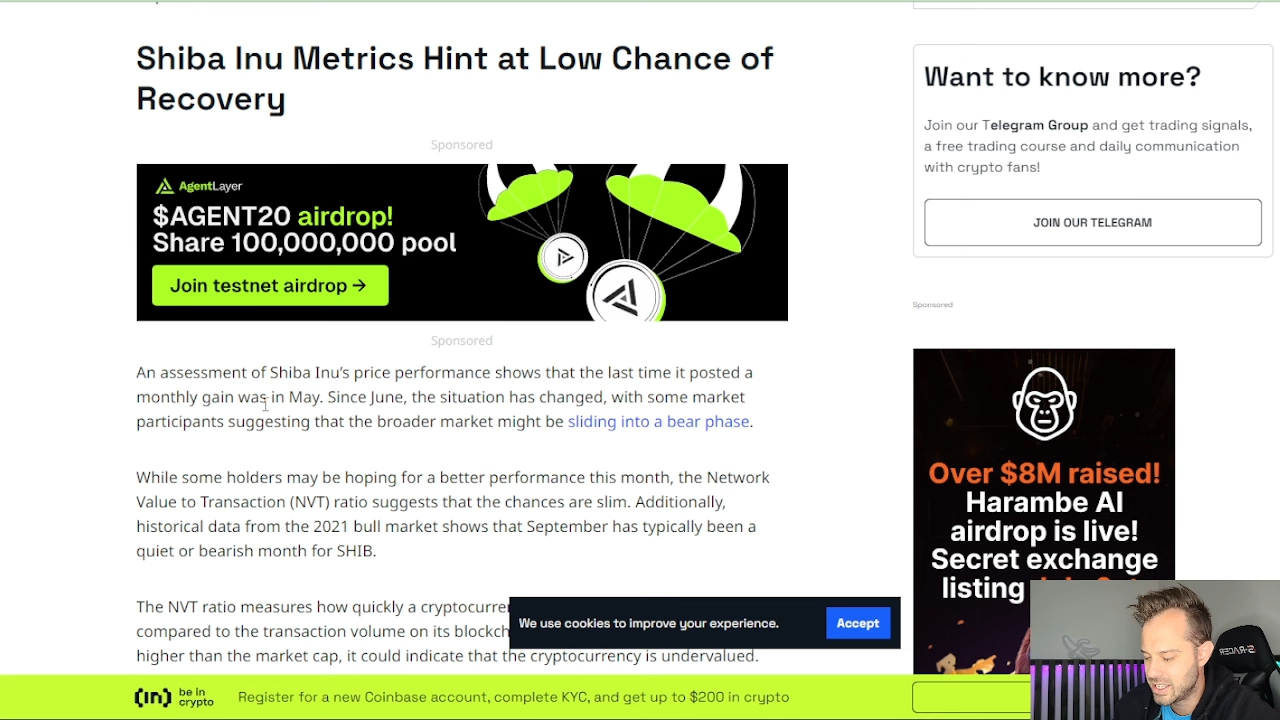 Shiba Inu Metrics Hint at Low Chance of
Recovery
Sponsored
AgentLayer
$AGENT20 airdrop!
Share 100,000,000 pool
Join testnet airdrop →
Sponsored
An assessment of Shiba Inu’s price performance shows that the last time it posted a
monthly gain was in May. Since June, the situation has changed, with some market
participants suggesting that the broader market might be sliding into a bear phase.
While some holders may be hoping for a better performance this month, the Network
Value to Transaction (NVT) ratio suggests that the chances are slim. Additionally,
historical data from the 2021 bull market shows that September has typically been a
quiet or bearish month for SHIB.
The NVT ratio measures how quickly a
compared to the transaction volume on its
higher than the market cap, it could indicate that the cryptocurrency is undervalued.
Want to know more?
Join our Telegram Group and get trading signals,
a free trading course and daily communication
with crypto fans!
JOIN OUR TELEGRAM
Sponsored
Over $8M raised!
Harambe AI
airdrop is live!
Secret exchange
listing
We use cookies to improve your experience.
Accept
(in) be in
crypto
Register for a new Coinbase account, complete KYC, and get up to $200 in crypto
S-RACER